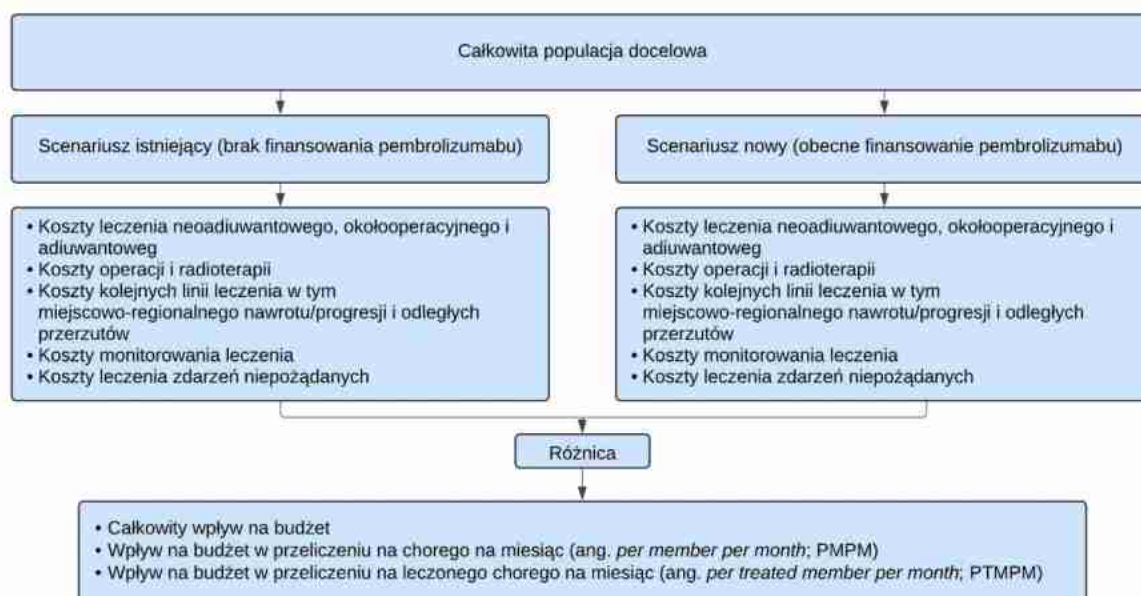 Całkowita populacja docelowa
Scenariusz istniejący (brak finansowania pembrolizumabu)
Scenariusz nowy (obecne finansowanie pembrolizumabu)
• Koszty leczenia neoadiuwantowego, okołooperacyjnego i
adiuwantoweg
• Koszty operacji i radioterapii
• Koszty kolejnych linii leczenia w tym
miejscowo-regionalnego nawrotu/progresji i odległych
przerzutów
• Koszty monitorowania leczenia
• Koszty leczenia zdarzeń niepożądanych
• Koszty leczenia neoadiuwantowego, okołooperacyjnego i
adiuwantoweg
• Koszty operacji i radioterapii
• Koszty kolejnych linii leczenia w tym
miejscowo-regionalnego nawrotu/progresji i odległych
przerzutów
• Koszty monitorowania leczenia
• Koszty leczenia zdarzeń niepożądanych
Różnica
• Całkowity wpływ na budżet
• Wpływ na budżet w przeliczeniu na chorego na miesiąc (ang. per member per month; PMPM)
• Wpływ na budżet w przeliczeniu na leczonego chorego na miesiąc (ang. per treated member per month; PTMPM)